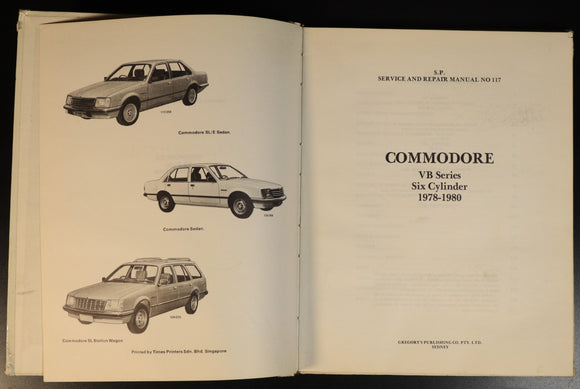 Commodore SL/E Sedan.
Commodore Sedan.
Commodore SL Station Wagon
Printed by Times Printers Sdn. Bhd. Singapore
S.P.
SERVICE AND REPAIR MANUAL NO 117
COMMODORE
VB Series
Six Cylinder
1978-1980
GREGORY'S PUBLISHING CO. PTY. LTD.
SYDNEY